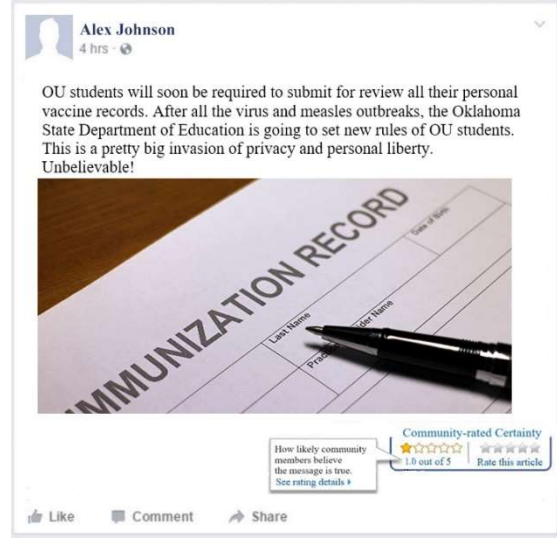 Alex Johnson
4 hrs ·
OU students will soon be required to submit for review all their personal
vaccine records. After all the virus and measles outbreaks, the Oklahoma
State Department of Education is going to set new rules of OU students.
This is a pretty big invasion of privacy and personal liberty.
Unbelievable!
MMUNIZATION RECORD
Last Name
Date of Birth
Community-rated Certainty
1.0 out of 5 Rate this article
How likely community
members believe
the message is true.
See rating details
Like Comment Share